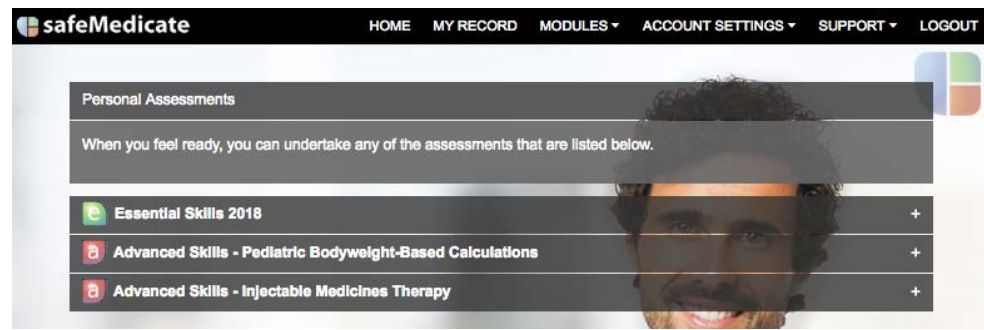 safeMedicate HOME MY RECORD MODULES ACCOUNT SETTINGS SUPPORT LOGOUT
Personal Assessments
When you feel ready, you can undertake any of the assessments that are listed below.
e Essential Skills 2018 +
a Advanced Skills - Pediatric Bodyweight-Based Calculations +
a Advanced Skills - Injectable Medicines Therapy +